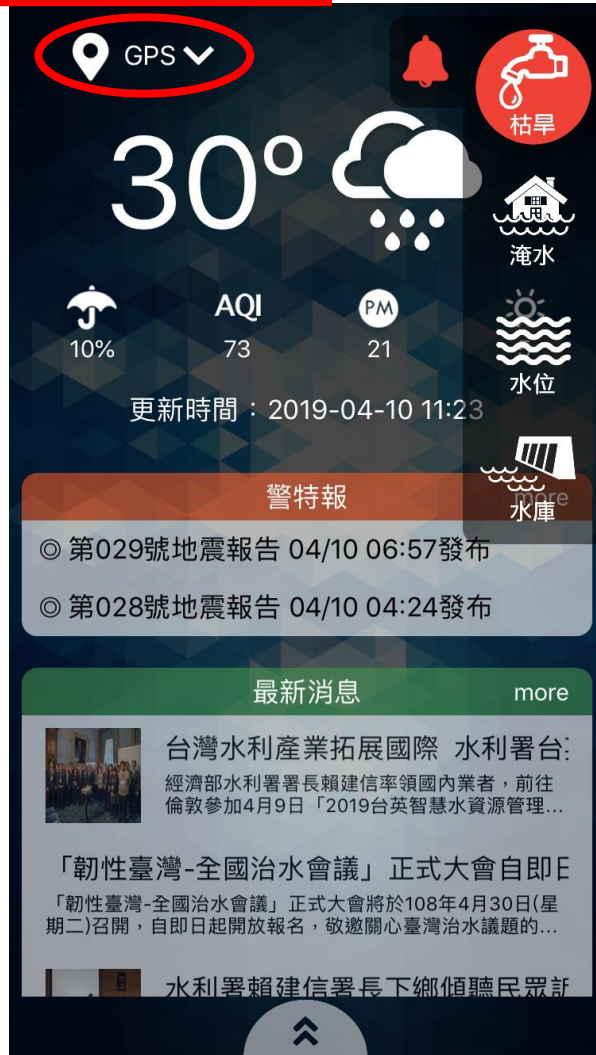 GPS
枯旱
30°
淹水
AQI
PM
10%
73
21
水位
更新時間：2019-04-10 11:23
警特報
more
水庫
◎ 第029號地震報告 04/10 06:57發布
◎ 第028號地震報告 04/10 04:24發布
最新消息
more
台灣水利產業拓展國際 水利署台
經濟部水利署署長賴建信率領國內業者，前往
倫敦參加4月9日「2019台英智慧水資源管理...
「韌性臺灣-全國治水會議」正式大會自即日
「韌性臺灣-全國治水會議」正式大會將於108年4月30日(星
期二)召開，自即日起開放報名，敬邀關心臺灣治水議題的...
水利署賴建信署長下鄉傾聽民眾訴